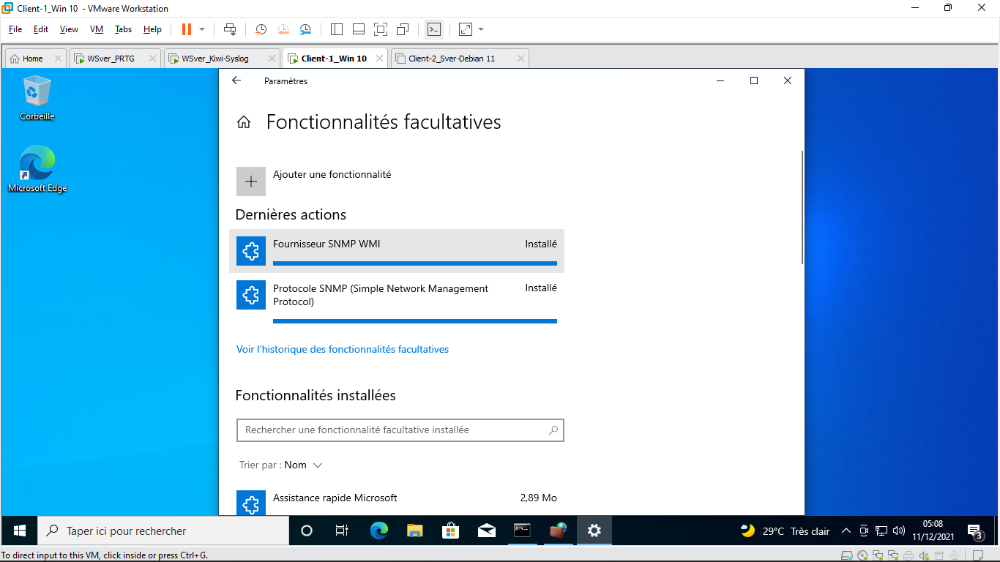 Client-1_Win 10 - VMware Workstation
File Edit View VM Tabs Help
Home WSver_PRTG WSver_Kiwi-Syslog Client-1_Win 10 Client-2_Sver-Debian 11
Corbeille
Microsoft Edge
Paramètres
Fonctionnalités facultatives
Ajouter une fonctionnalité
Dernières actions
Fournisseur SNMP WMI Installé
Protocole SNMP (Simple Network Management Installé
Protocol)
Voir l’historique des fonctionnalités facultatives
Fonctionnalités installées
Rechercher une fonctionnalité facultative installée
Trier par : Nom
Assistance rapide Microsoft 2,89 Mo
Taper ici pour rechercher
29°C Très clair
05:08
11/12/2021
3
To direct input to this VM, click inside or press Ctrl+G.